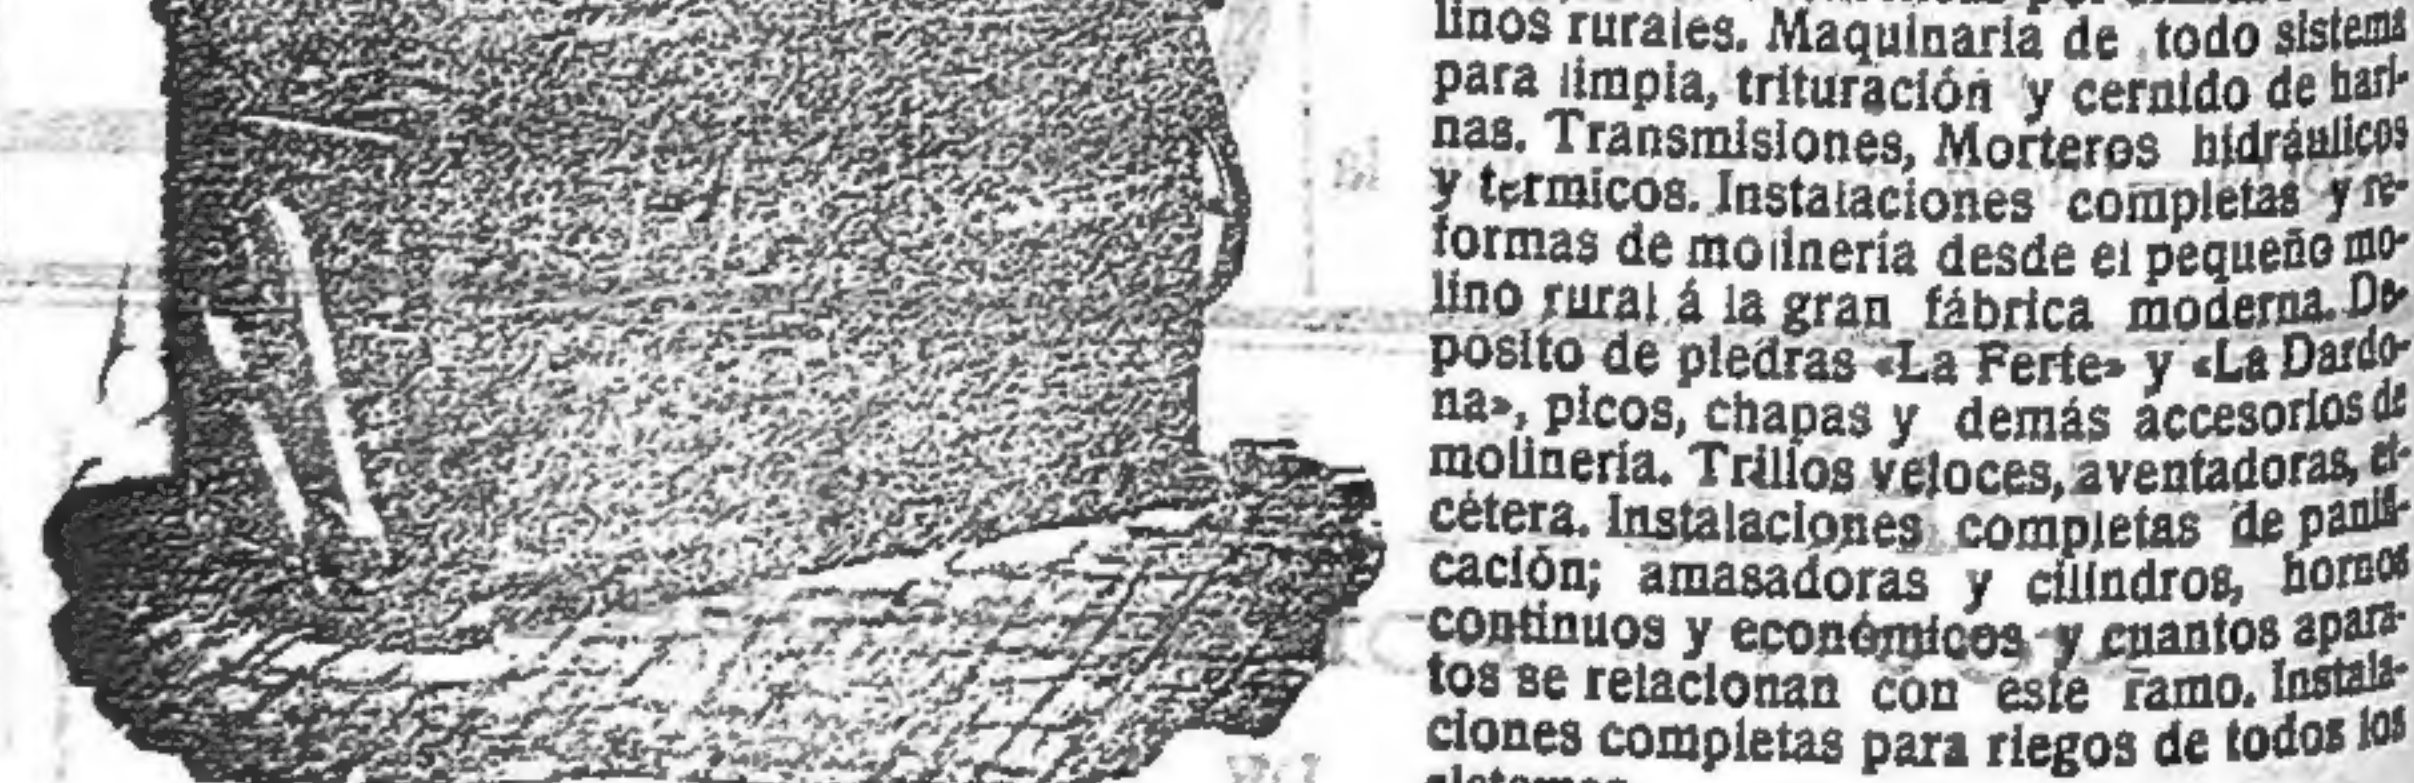 linos rurales. Maquinaria de todo sistema
para limpia, trituración y cernido de hari-
nas. Transmisiones, Morteros hidráulicos
y termicos. Instalaciones completas y re-
formas de molinería desde el pequeño mo-
lino rural á la gran fábrica moderna. De-
posito de piedras «La Ferte» y «La Dardo-
na», picos, chapas y demás accesorios de
molinería. Trillos veloces, aventadoras, et-
cétera. Instalaciones completas de panifi-
cación; amasadoras y cilindros, hornos
continuos y económicos y cuantos apara-
tos se relacionan con este ramo. Instala-
ciones completas para riegos de todos los
sistemas